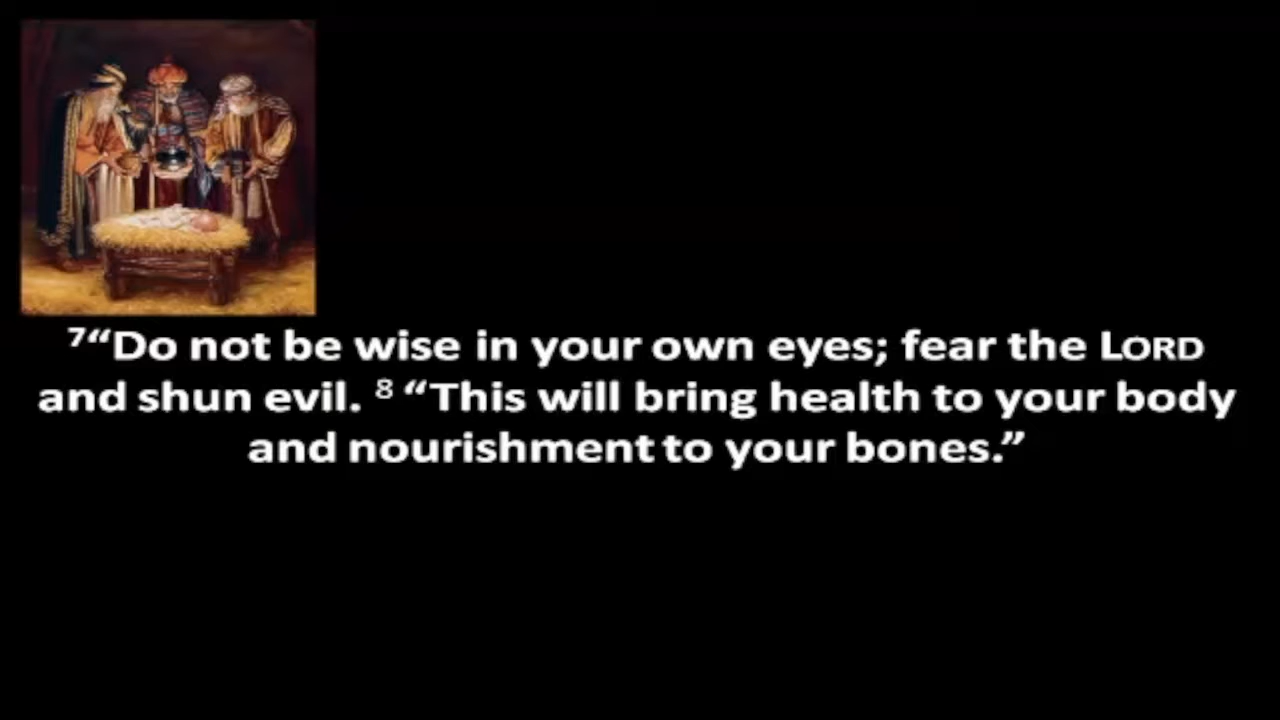 ⁷“Do not be wise in your own eyes; fear the LORD
and shun evil. ⁸ “This will bring health to your body
and nourishment to your bones.”